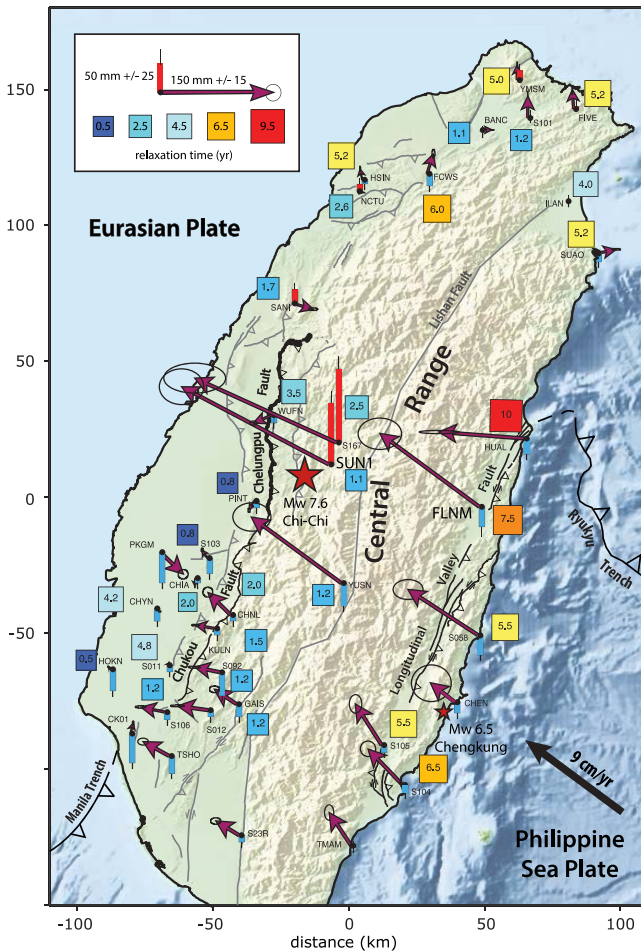 50 mm +/- 25
150 mm +/- 15
0.5
2.5
4.5
6.5
9.5
relaxation time (yr)
150
100
50
0
-50
-100
-50
0
50
100
distance (km)
Eurasian Plate
5.0
YMSM
5.2
FIVE
S101
BANC
1.1
1.2
5.2
HSIN
FCWS
NCTU
2.6
6.0
4.0
ILAN
5.2
SUAO
1.7
SANI
Lishan Fault
Central
Range
3.5
WUFN
2.5
S167
SUN1
1.1
10
HUAL
Chelungpu
Fault
Mw 7.6
Chi-Chi
0.8
PINT
FLNM
7.5
Fault
Valley
Longitudinal
Ryukyu
Trench
0.8
S103
PKGM
CHIA
2.0
2.0
CHNL
YUSN
1.2
4.2
CHYN
KULN
1.5
4.8
Chukou
Fault
0.5
HOKN
S011
S092
1.2
1.2
GAIS
1.2
S106
S012
CK01
TSHO
S23R
5.5
S058
CHEN
Mw 6.5
Chengkung
5.5
S105
6.5
S104
TMAM
Manila Trench
9 cm/yr
Philippine
Sea Plate